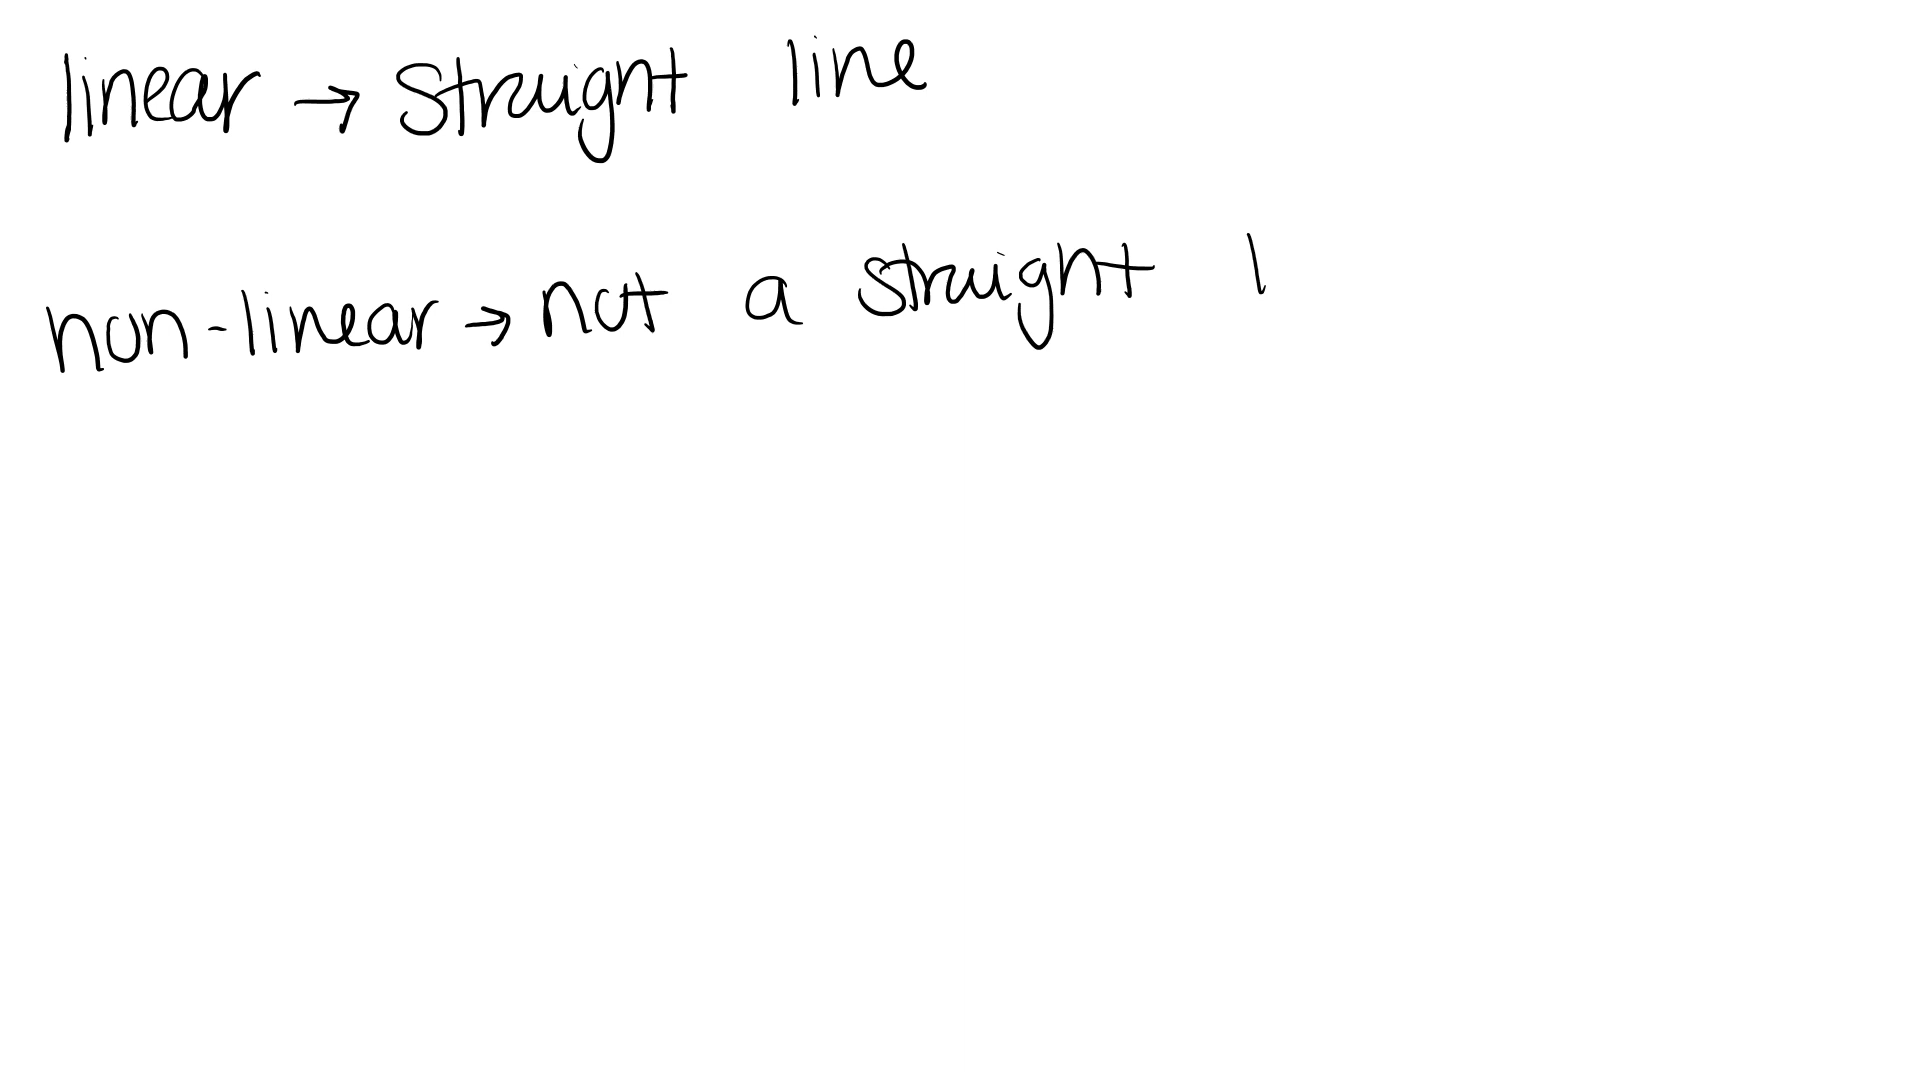 linear → straight line
non-linear → not a straight l